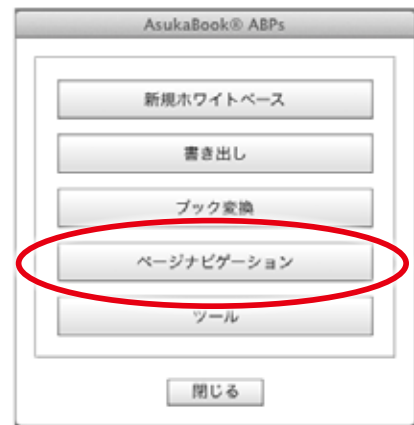 AsukaBook® ABPs
新規ホワイトベース
書き出し
ブック変換
ページナビゲーション
ツール
閉じる